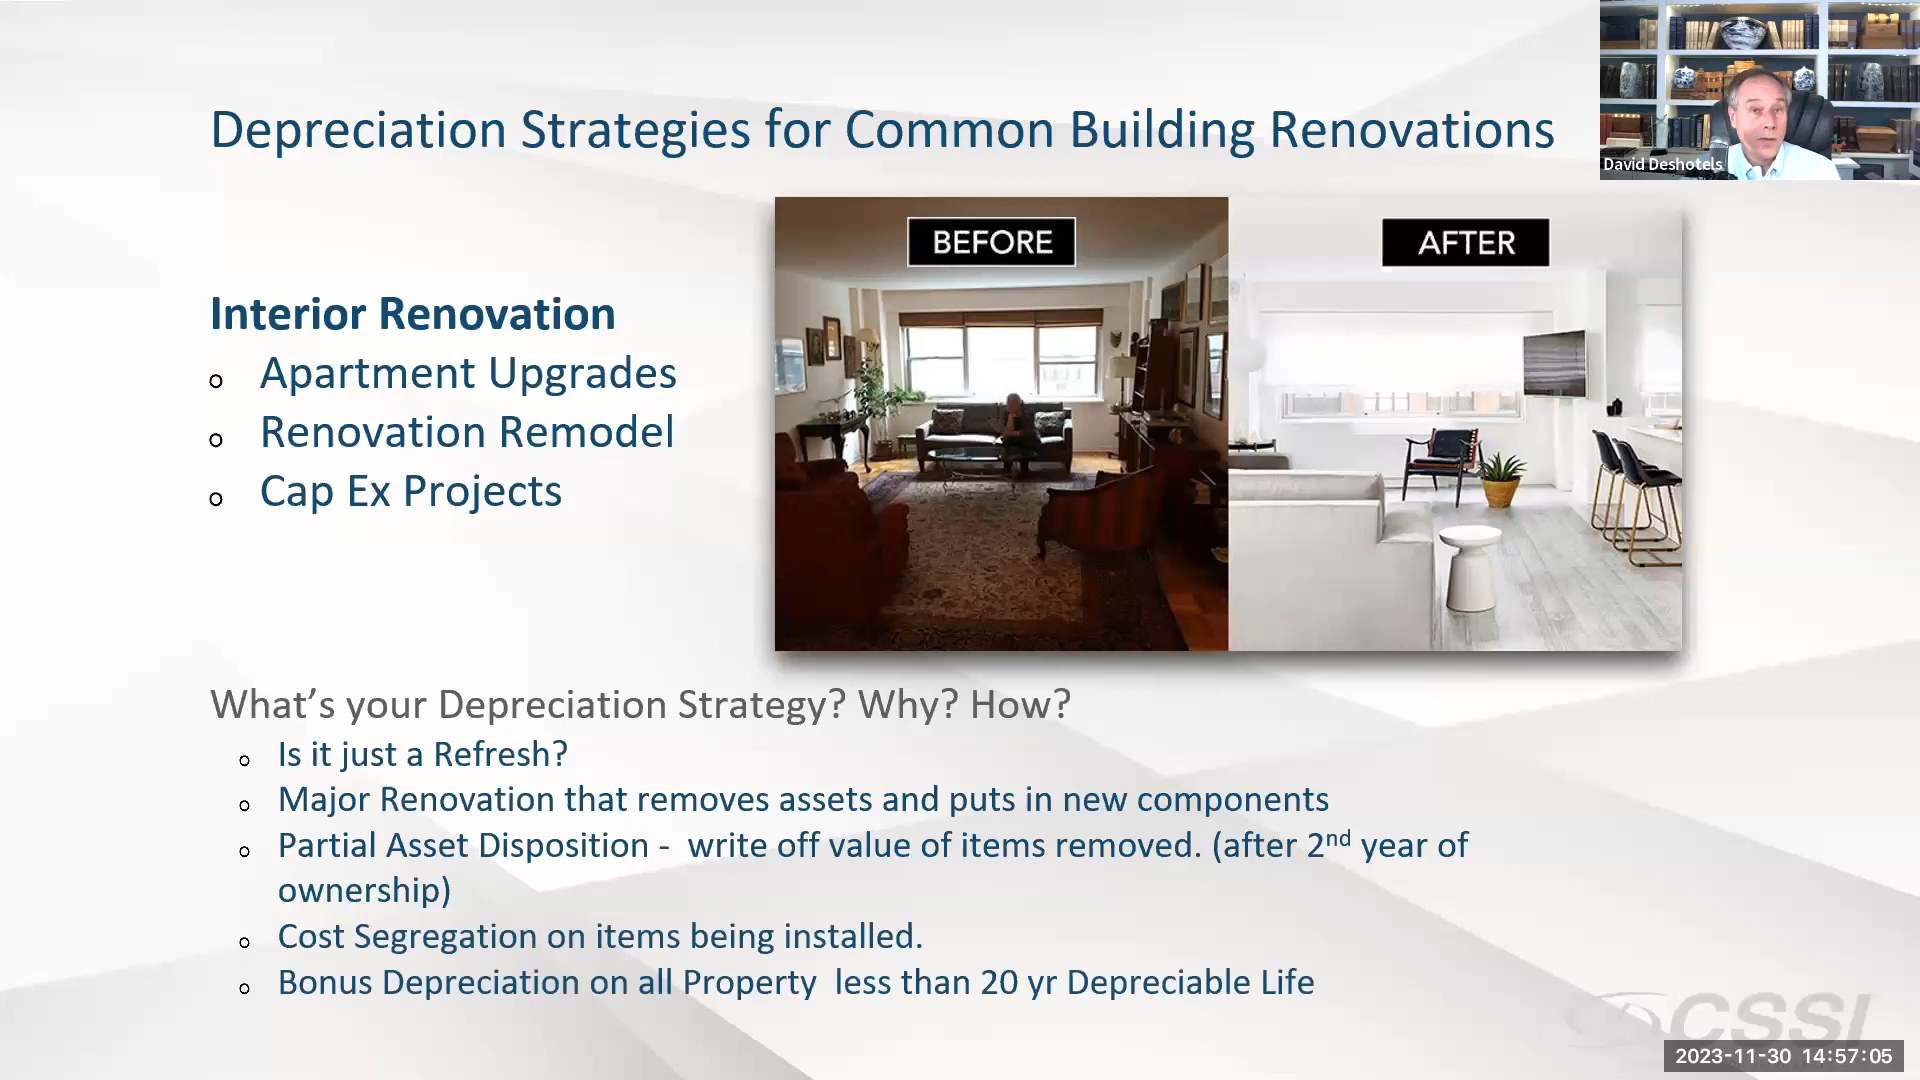 Depreciation Strategies for Common Building Renovations
David Deshotels
BEFORE
AFTER
Interior Renovation
o Apartment Upgrades
o Renovation Remodel
o Cap Ex Projects
What's your Depreciation Strategy? Why? How?
o Is it just a Refresh?
o Major Renovation that removes assets and puts in new components
o Partial Asset Disposition - write off value of items removed. (after 2nd year of
ownership)
o Cost Segregation on items being installed.
o Bonus Depreciation on all Property less than 20 yr Depreciable Life
CSSI
2023-11-30 14:57:05